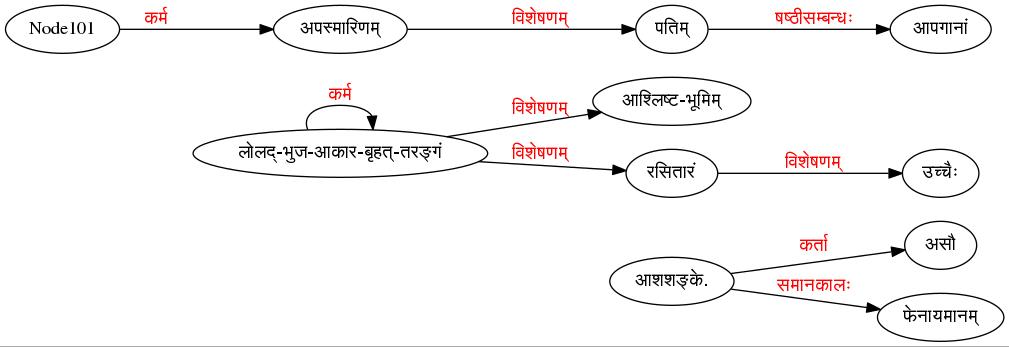 Node101 कर्म अपस्मारिणम् विशेषणम् पतिम् षष्ठीसम्बन्धः आपगानां
कर्म
विशेषणम् आश्लिष्ट-भूमिम्
लोलद्-भुज-आकार-बृहत्-तरङ्गं
विशेषणम् रसितारं विशेषणम् उच्चैः
आशशङ्के. कर्ता असौ
समानकालः फेनायमानम्